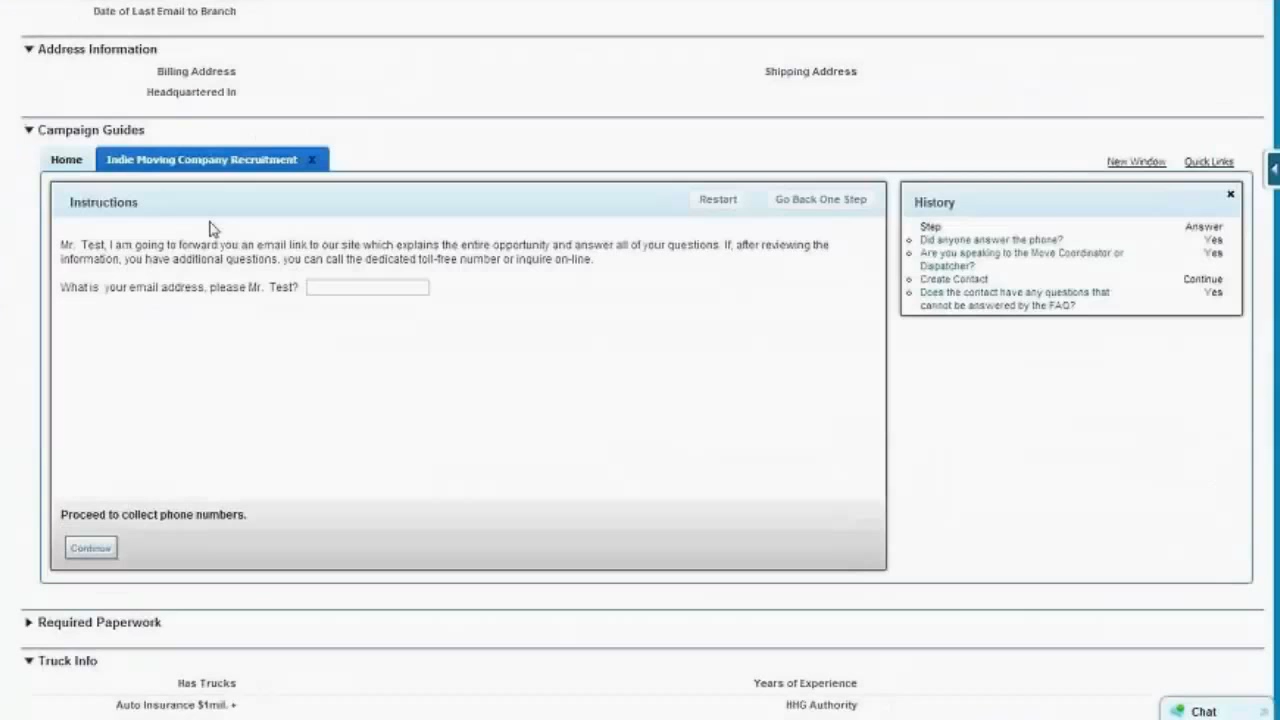 Date of Last Email to Branch
Address Information
Billing Address
Shipping Address
Headquartered In
Campaign Guides
Home
Indie Moving Company Recruitment x
New Window
Quick Links
Instructions
Restart
Go Back One Step
Mr. Test, I am going to forward you an email link to our site which explains the entire opportunity and answer all of your questions. If, after reviewing the
information, you have additional questions, you can call the dedicated toll-free number or inquire on-line.
What is your email address, please Mr. Test?
Proceed to collect phone numbers.
Continue
History
x
Step Answer
Did anyone answer the phone? Yes
Are you speaking to the Move Coordinator or Yes
Dispatcher?
Create Contact Continue
Does the contact have any questions that Yes
cannot be answered by the FAQ?
Required Paperwork
Truck Info
Has Trucks
Years of Experience
Auto Insurance $1mil. +
HHG Authority
Chat